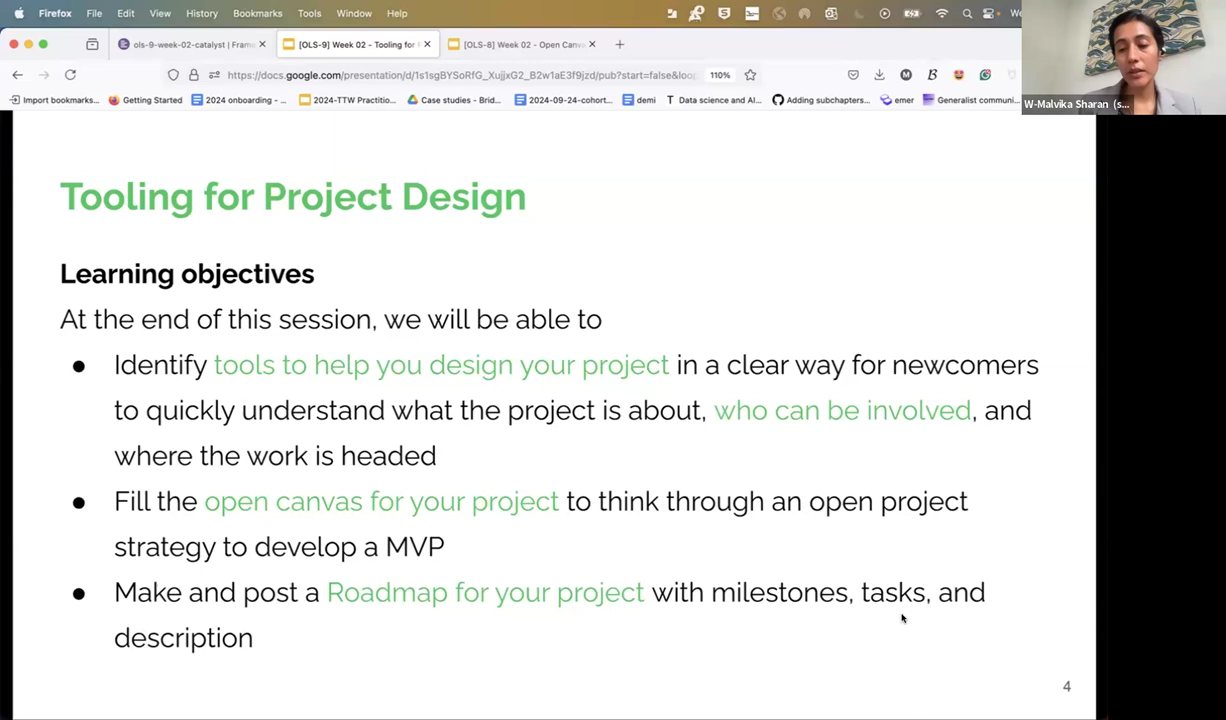 Firefox File Edit View History Bookmarks Tools Window Help
ols-9-week-02-catalyst | Frama [OLS-9] Week 02 - Tooling for [OLS-8] Week 02 - Open Canva
https://docs.google.com/presentation/d/1s1sgBYSoRfG_XujjxG2_B2w1aE3f9jzd/pub?start=false&loop 110%
Import bookmarks... Getting Started 2024 onboarding - ... 2024-TTW Practitio... Case studies - Brid... 2024-09-24-cohort... demi Data science and AI... Adding subchapters... emer Generalist communi...
W-Malvika Sharan (s...
Tooling for Project Design
Learning objectives
At the end of this session, we will be able to
● Identify tools to help you design your project in a clear way for newcomers
to quickly understand what the project is about, who can be involved, and
where the work is headed
● Fill the open canvas for your project to think through an open project
strategy to develop a MVP
● Make and post a Roadmap for your project with milestones, tasks, and
description
4